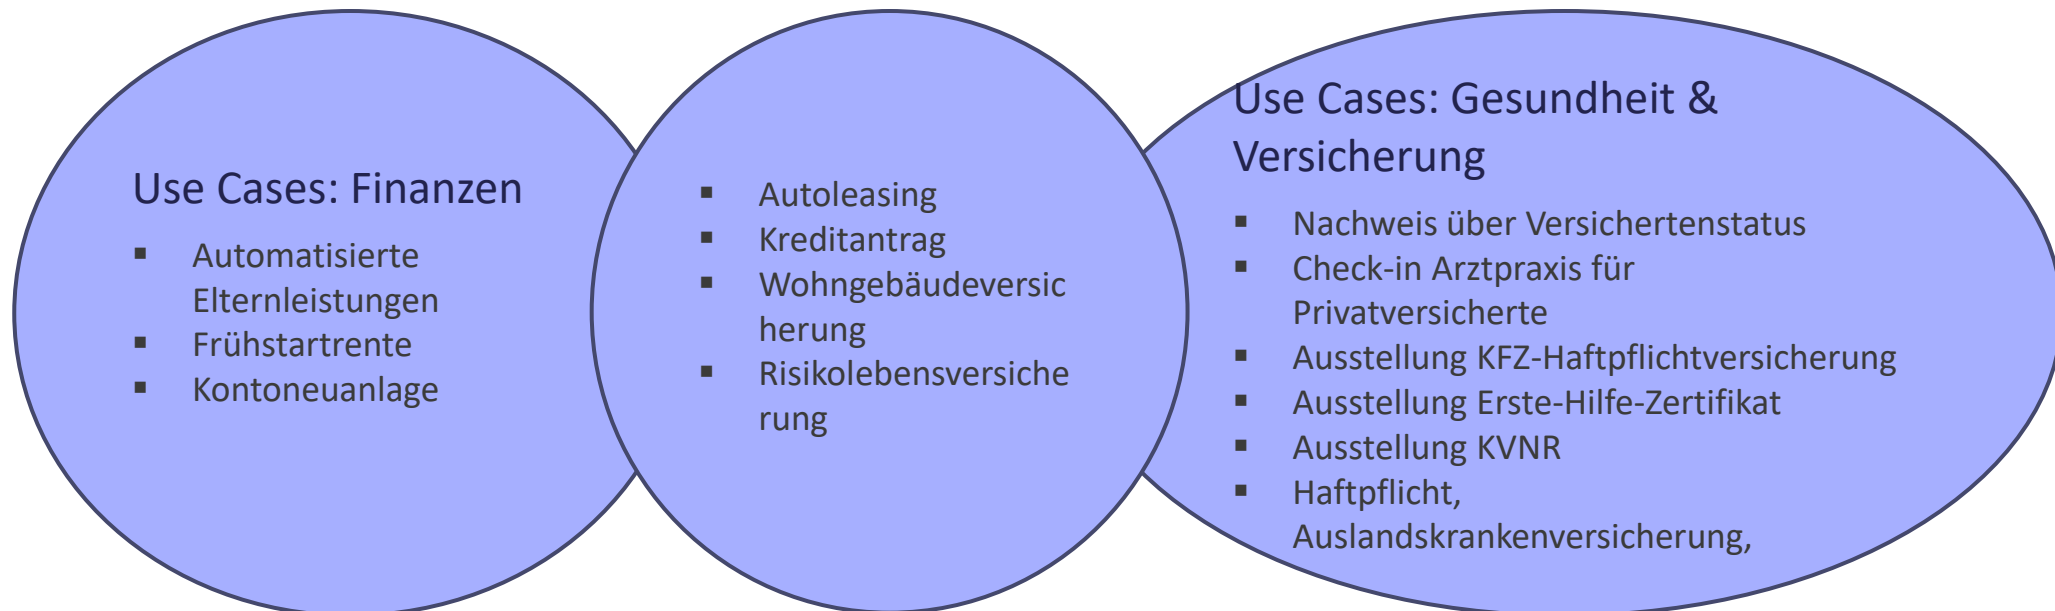 Use Cases: Finanzen
▪ Automatisierte
Elternleistungen
▪ Frühstartrente
▪ Kontoneuanlage
▪ Autoleasing
▪ Kreditantrag
▪ Wohngebäudeversic
herung
▪ Risikolebensversiche
rung
Use Cases: Gesundheit &
Versicherung
▪ Nachweis über Versichertenstatus
▪ Check-in Arztpraxis für
Privatversicherte
▪ Ausstellung KFZ-Haftpflichtversicherung
▪ Ausstellung Erste-Hilfe-Zertifikat
▪ Ausstellung KVNR
▪ Haftpflicht,
Auslandskrankenversicherung,